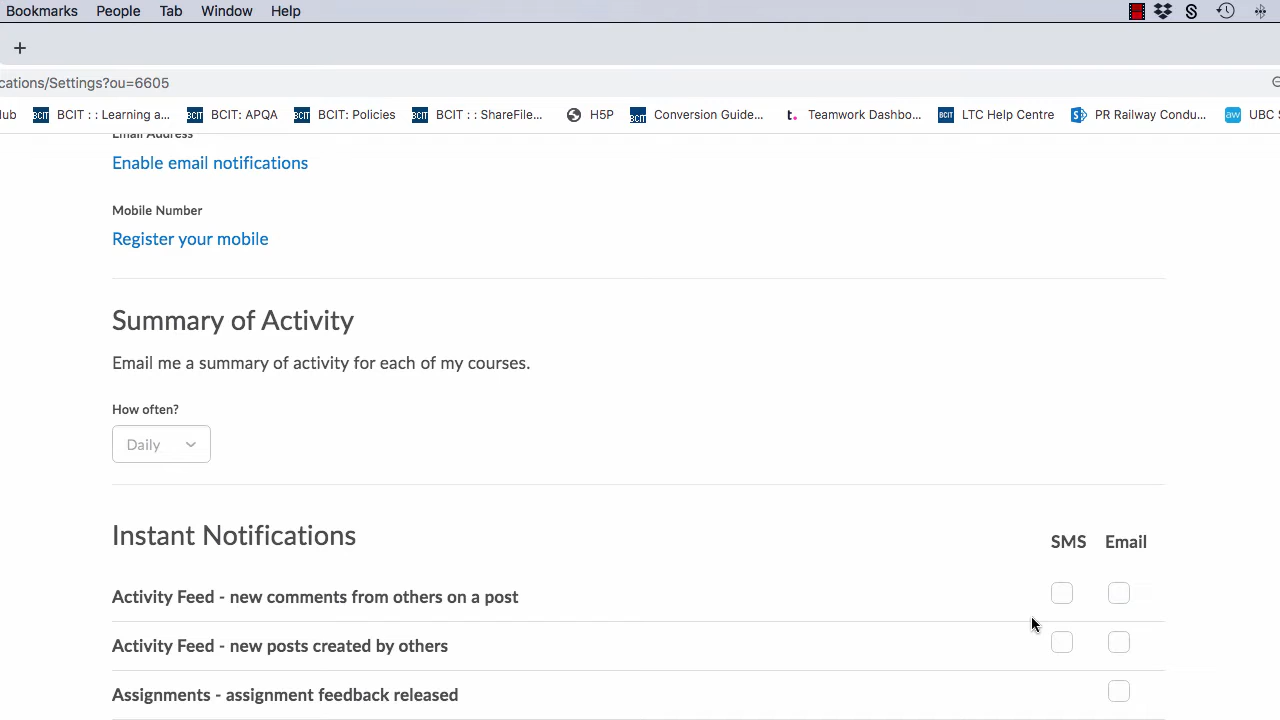 Bookmarks People Tab Window Help
cations/Settings?ou=6605
lub BCIT : : Learning a... BCIT: APQA BCIT: Policies BCIT : : ShareFile... H5P Conversion Guide... t. Teamwork Dashbo... LTC Help Centre PR Railway Condu... aw UBC S
Email Address
Enable email notifications
Mobile Number
Register your mobile
Summary of Activity
Email me a summary of activity for each of my courses.
How often?
Daily
Instant Notifications
SMS Email
Activity Feed - new comments from others on a post
Activity Feed - new posts created by others
Assignments - assignment feedback released